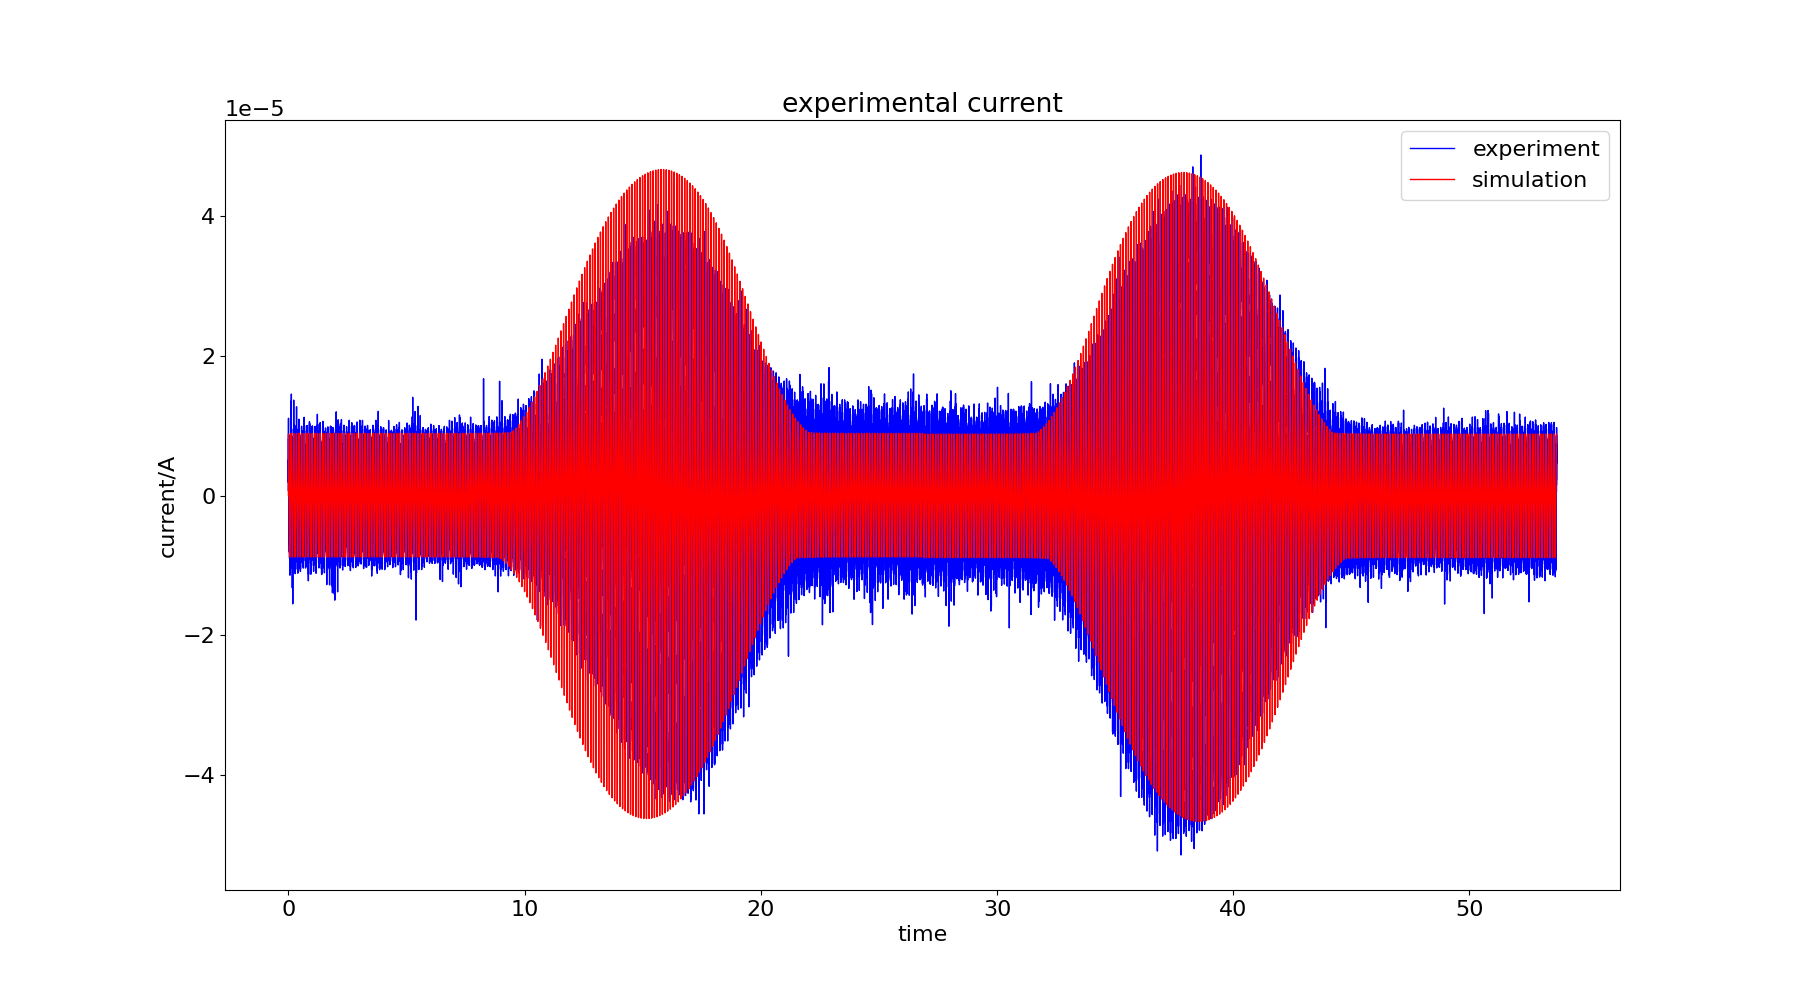 experimental current
1e−5
experiment
simulation
4
2
0
−2
−4
current/A
0 10 20 30 40 50
time